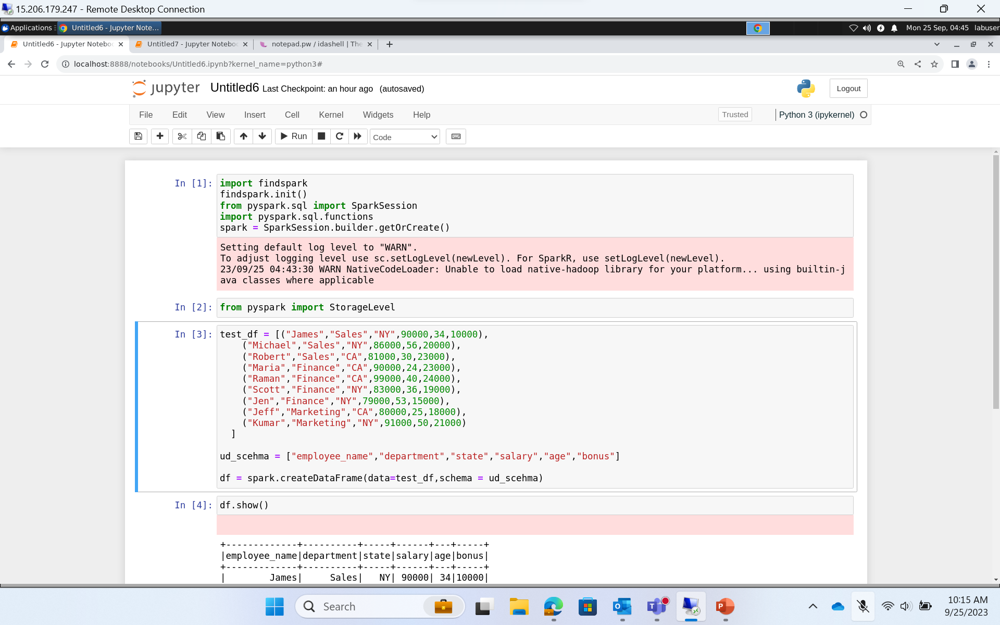 15.206.179.247 - Remote Desktop Connection
Applications
Untitled6 - Jupyter Note...
Mon 25 Sep, 04:45
labuser
Untitled6 - Jupyter Notebo
Untitled7 - Jupyter Notebo
notepad.pw / idashell | The
localhost:8888/notebooks/Untitled6.ipynb?kernel_name=python3#
jupyter
Untitled6 Last Checkpoint: an hour ago (autosaved)
Logout
File Edit View Insert Cell Kernel Widgets Help
Trusted
Python 3 (ipykernel)
Run
Code
In [1]:
import findspark
findspark.init()
from pyspark.sql import SparkSession
import pyspark.sql.functions
spark = SparkSession.builder.getOrCreate()
Setting default log level to "WARN".
To adjust logging level use sc.setLogLevel(newLevel). For SparkR, use setLogLevel(newLevel).
23/09/25 04:43:30 WARN NativeCodeLoader: Unable to load native-hadoop library for your platform... using builtin-j
ava classes where applicable
In [2]:
from pyspark import StorageLevel
In [3]:
test_df = [("James","Sales","NY",90000,34,10000),
("Michael","Sales","NY",86000,56,20000),
("Robert","Sales","CA",81000,30,23000),
("Maria","Finance","CA",90000,24,23000),
("Raman","Finance","CA",99000,40,24000),
("Scott","Finance","NY",83000,36,19000),
("Jen","Finance","NY",79000,53,15000),
("Jeff","Marketing","CA",80000,25,18000),
("Kumar","Marketing","NY",91000,50,21000)
]
ud_scehma = ["employee_name","department","state","salary","age","bonus"]
df = spark.createDataFrame(data=test_df,schema = ud_scehma)
In [4]:
df.show()
+-------------+----------+-----+------+---+-----+
|employee_name|department|state|salary|age|bonus|
+-------------+----------+-----+------+---+-----+
|        James|     Sales|   NY| 90000| 34|10000|
Search
10:15 AM
9/25/2023